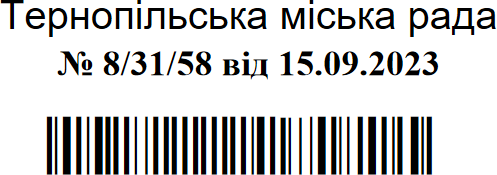 Тернопільська міська рада
№ 8/31/58 від 15.09.2023